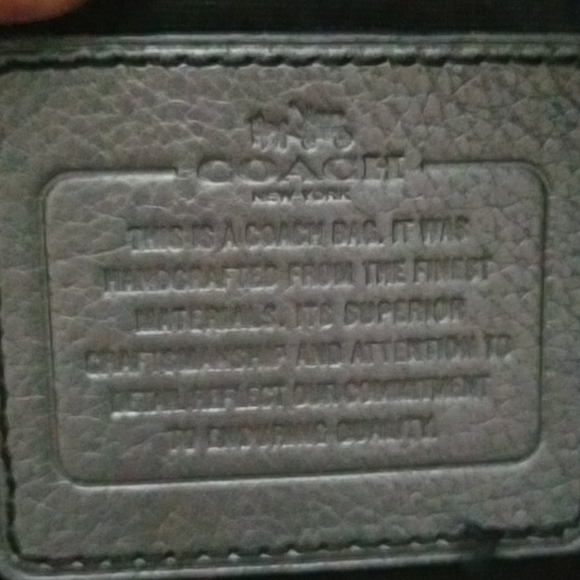 COACH
NEW YORK
THIS IS A COACH BAG. IT WAS
HANDCRAFTED FROM THE FINEST
MATERIALS. ITS SUPERIOR
CRAFTSMANSHIP AND ATTENTION TO
DETAIL REFLECT OUR COMMITMENT
TO ENDURING QUALITY.